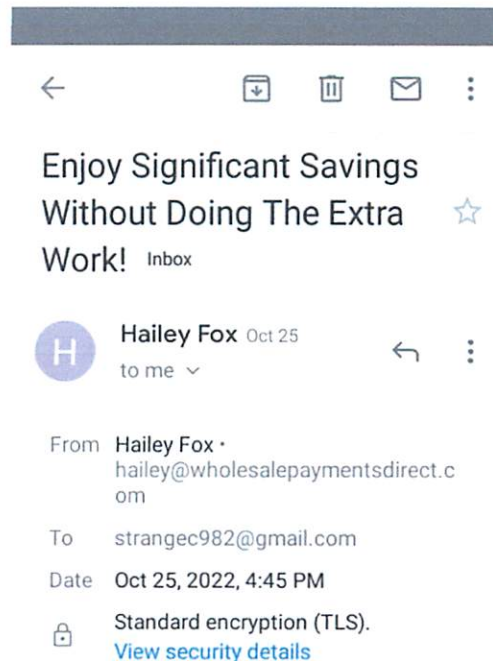 Enjoy Significant Savings
Without Doing The Extra
Work! Inbox
H
Hailey Fox Oct 25
to me
From Hailey Fox •
hailey@wholesalepaymentsdirect.c
om
To strangec982@gmail.com
Date Oct 25, 2022, 4:45 PM
Standard encryption (TLS).
View security details